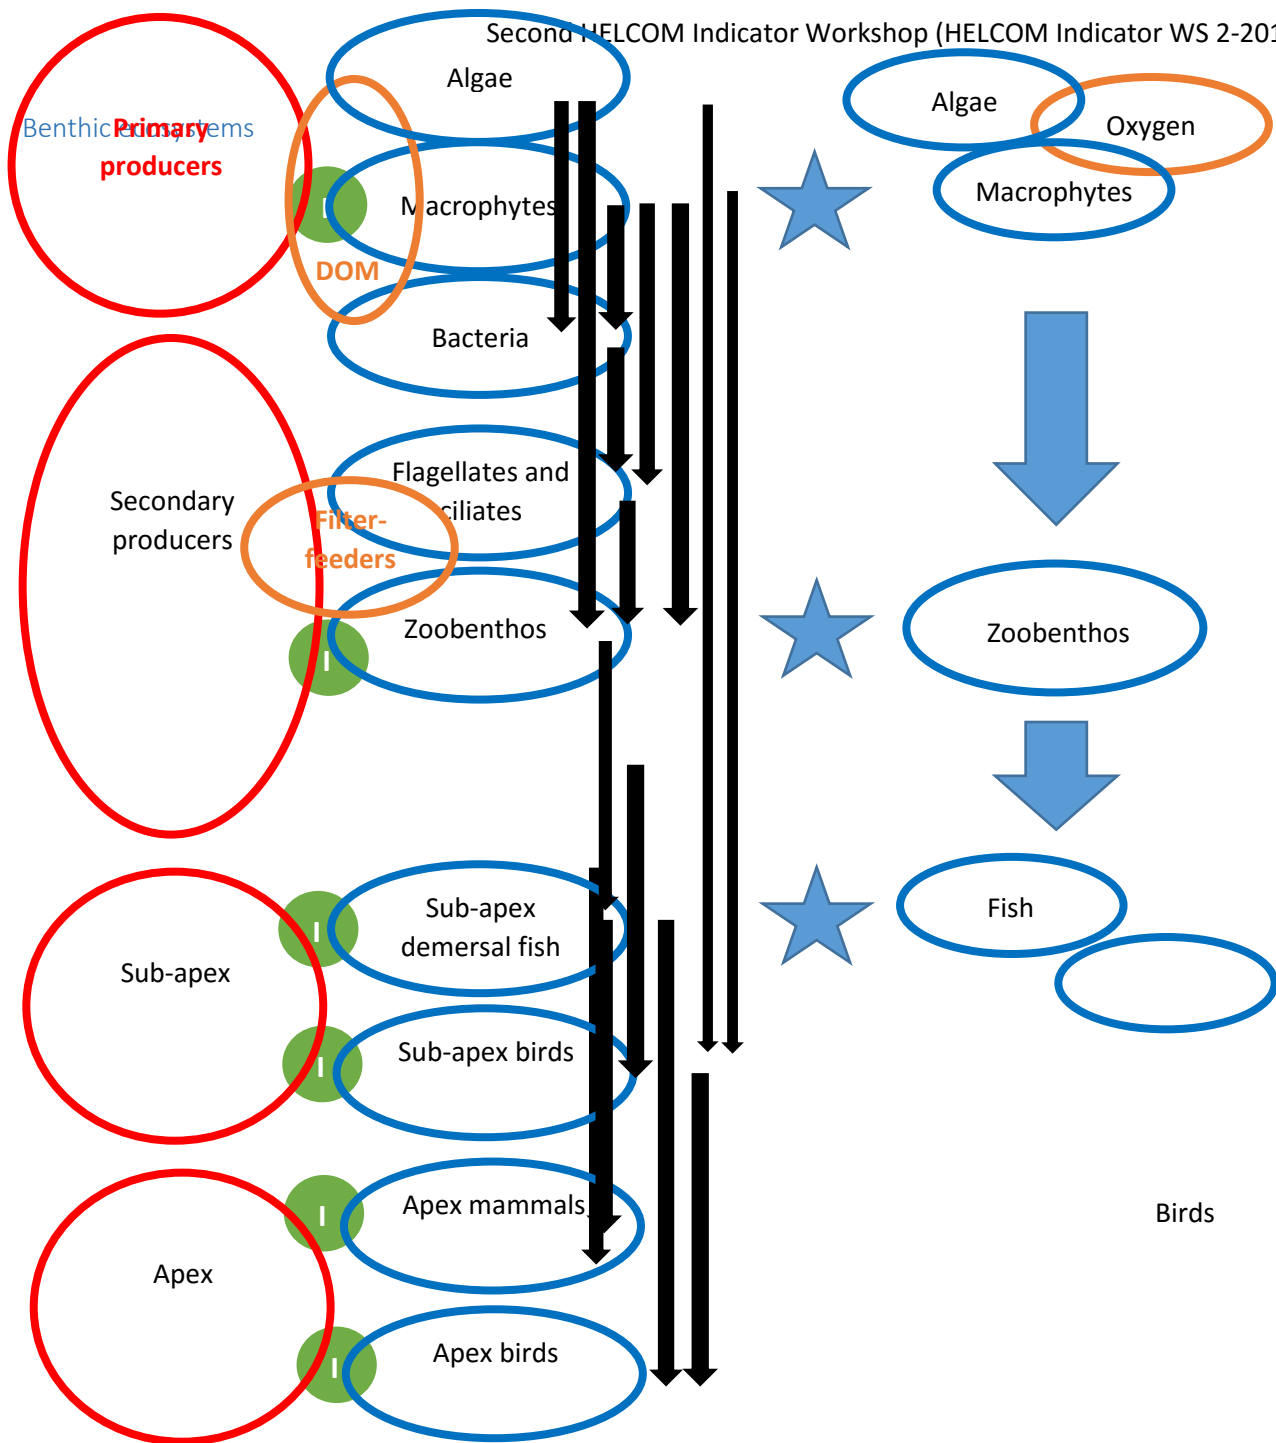 Second HELCOM Indicator Workshop (HELCOM Indicator WS 2-201
Benthic ecosystems
Primary
producers
Algae
Macrophytes
DOM
Bacteria
Algae
Oxygen
Macrophytes
Secondary
producers
Flagellates and
ciliates
Filter-
feeders
I
Zoobenthos
Zoobenthos
Sub-apex
I
Sub-apex
demersal fish
I
Sub-apex birds
Fish
Apex
I
Apex mammals
I
Apex birds
Birds